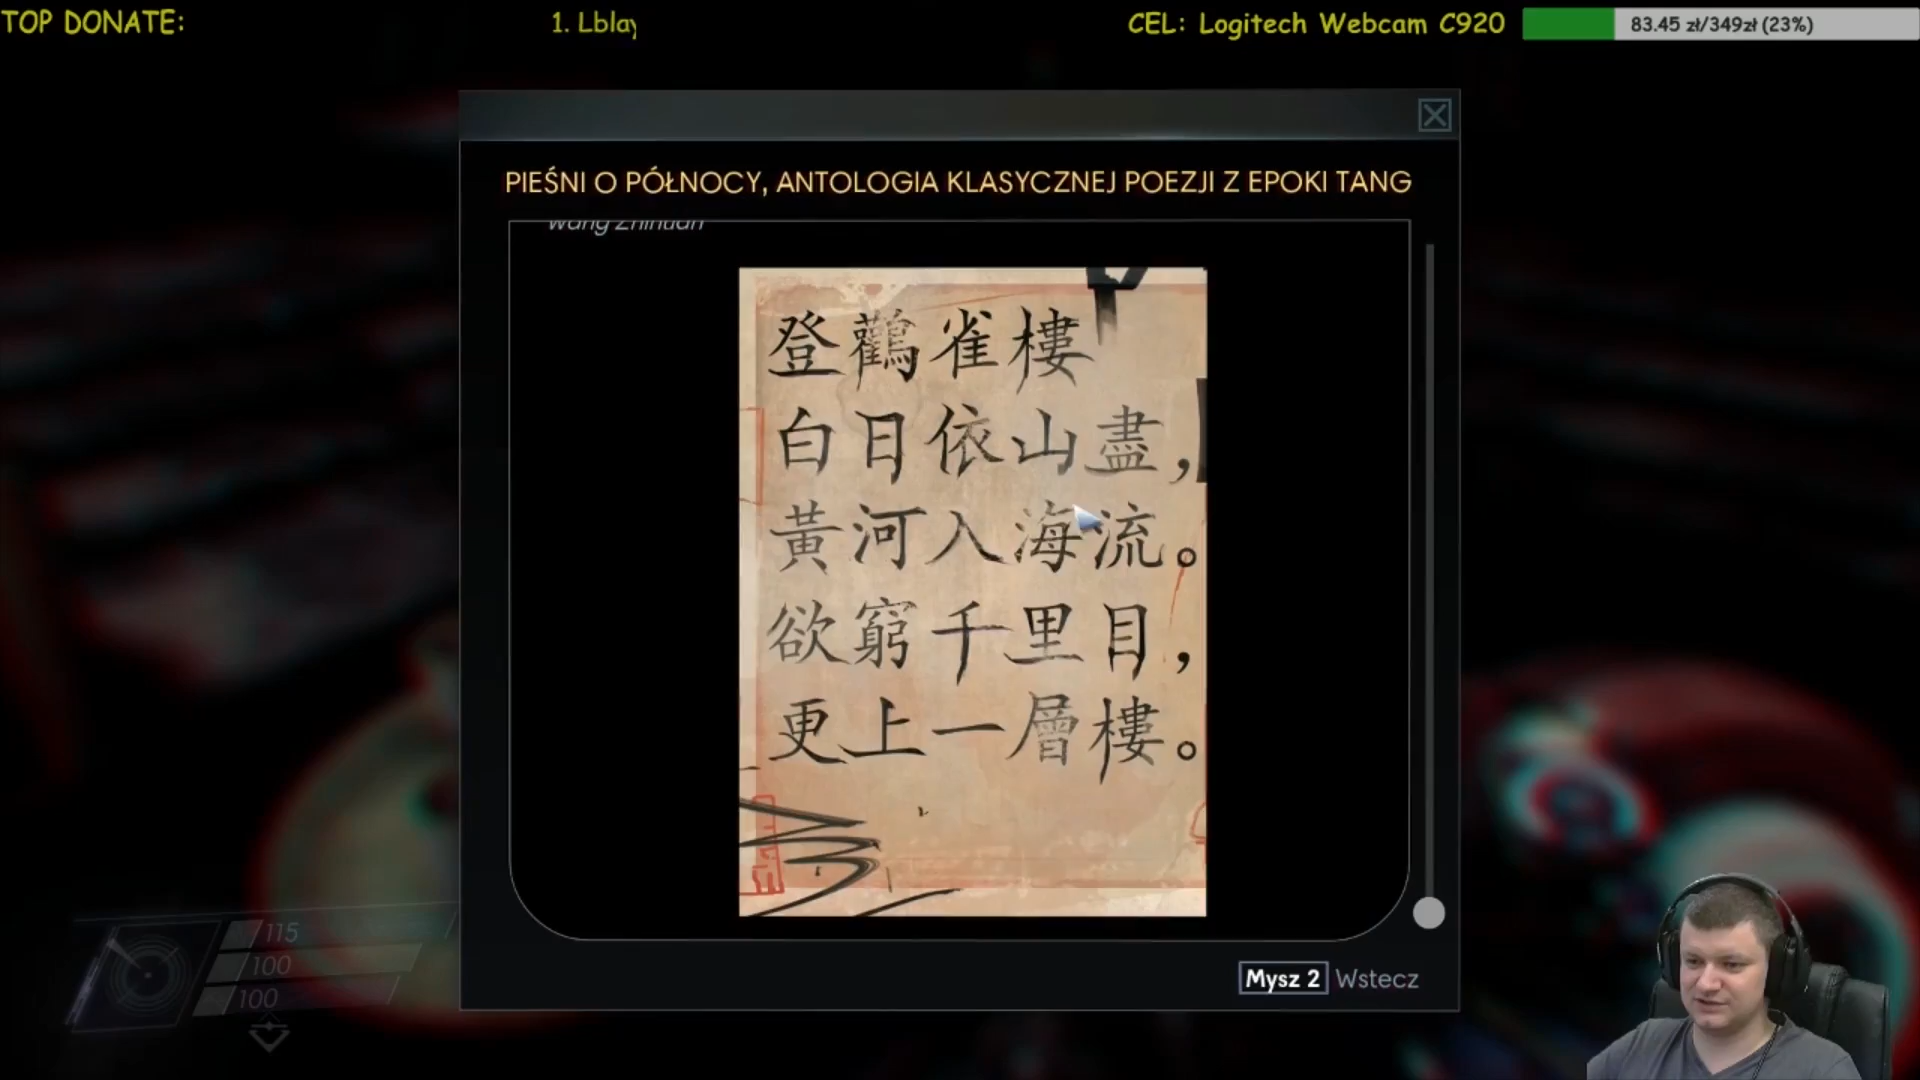 TOP DONATE:
1. Lblay
CEL: Logitech Webcam C920
83.45 zł/349zł (23%)
PIEŚNI O PÓŁNOCY, ANTOLOGIA KLASYCZNEJ POEZJI Z EPOKI TANG
Wang Zhihuan
登鸛雀樓
白日依山盡，
黃河入海流。
欲窮千里目，
更上一層樓。
115
100
100
Mysz 2 Wstecz